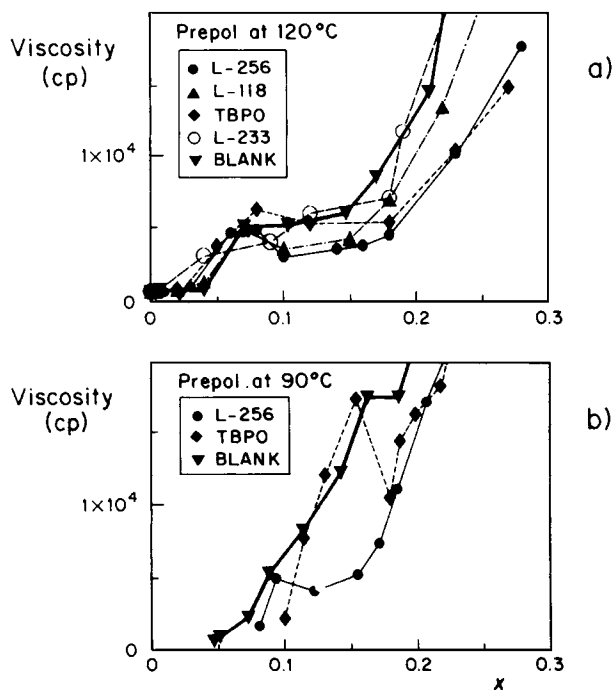 Viscosity
(cp)
Prepol at 120°C
L-256
L-118
TBPO
L-233
BLANK
a)
1×10⁴
0
0
0.1
0.2
0.3
Viscosity
(cp)
Prepol. at 90°C
L-256
TBPO
BLANK
b)
1×10⁴
0
0
0.1
0.2
x
0.3